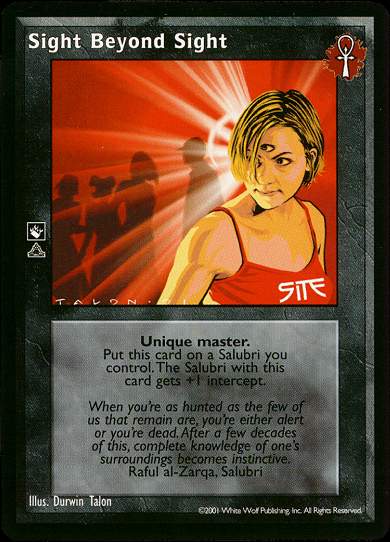 Sight Beyond Sight
SITE
TALON
Unique master.
Put this card on a Salubri you
control. The Salubri with this
card gets +1 intercept.
When you're as hunted as the few of
us that remain are, you're either alert
or you're dead. After a few decades
of this, complete knowledge of one's
surroundings becomes instinctive.
Raful al-Zarqa, Salubri
Illus. Durwin Talon
©2001 White Wolf Publishing, Inc. All Rights Reserved.